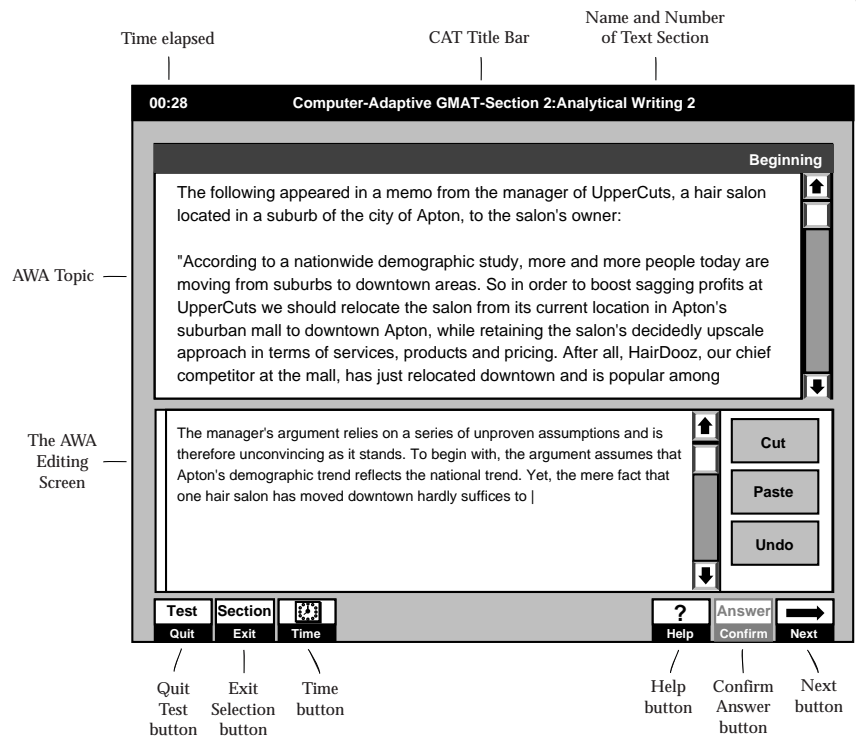 Name and Number
of Text Section
Time elapsed
CAT Title Bar
00:28
Computer-Adaptive GMAT-Section 2:Analytical Writing 2
Beginning
AWA Topic
The following appeared in a memo from the manager of UpperCuts, a hair salon
located in a suburb of the city of Apton, to the salon's owner:
"According to a nationwide demographic study, more and more people today are
moving from suburbs to downtown areas. So in order to boost sagging profits at
UpperCuts we should relocate the salon from its current location in Apton's
suburban mall to downtown Apton, while retaining the salon's decidedly upscale
approach in terms of services, products and pricing. After all, HairDooz, our chief
competitor at the mall, has just relocated downtown and is popular among
The AWA
Editing
Screen
The manager's argument relies on a series of unproven assumptions and is
therefore unconvincing as it stands. To begin with, the argument assumes that
Apton's demographic trend reflects the national trend. Yet, the mere fact that
one hair salon has moved downtown hardly suffices to |
Cut
Paste
Undo
Test
Quit
Section
Exit
Time
?
Help
Answer
Confirm
Next
Quit
Test
button
Exit
Selection
button
Time
button
Help
button
Confirm
Answer
button
Next
button